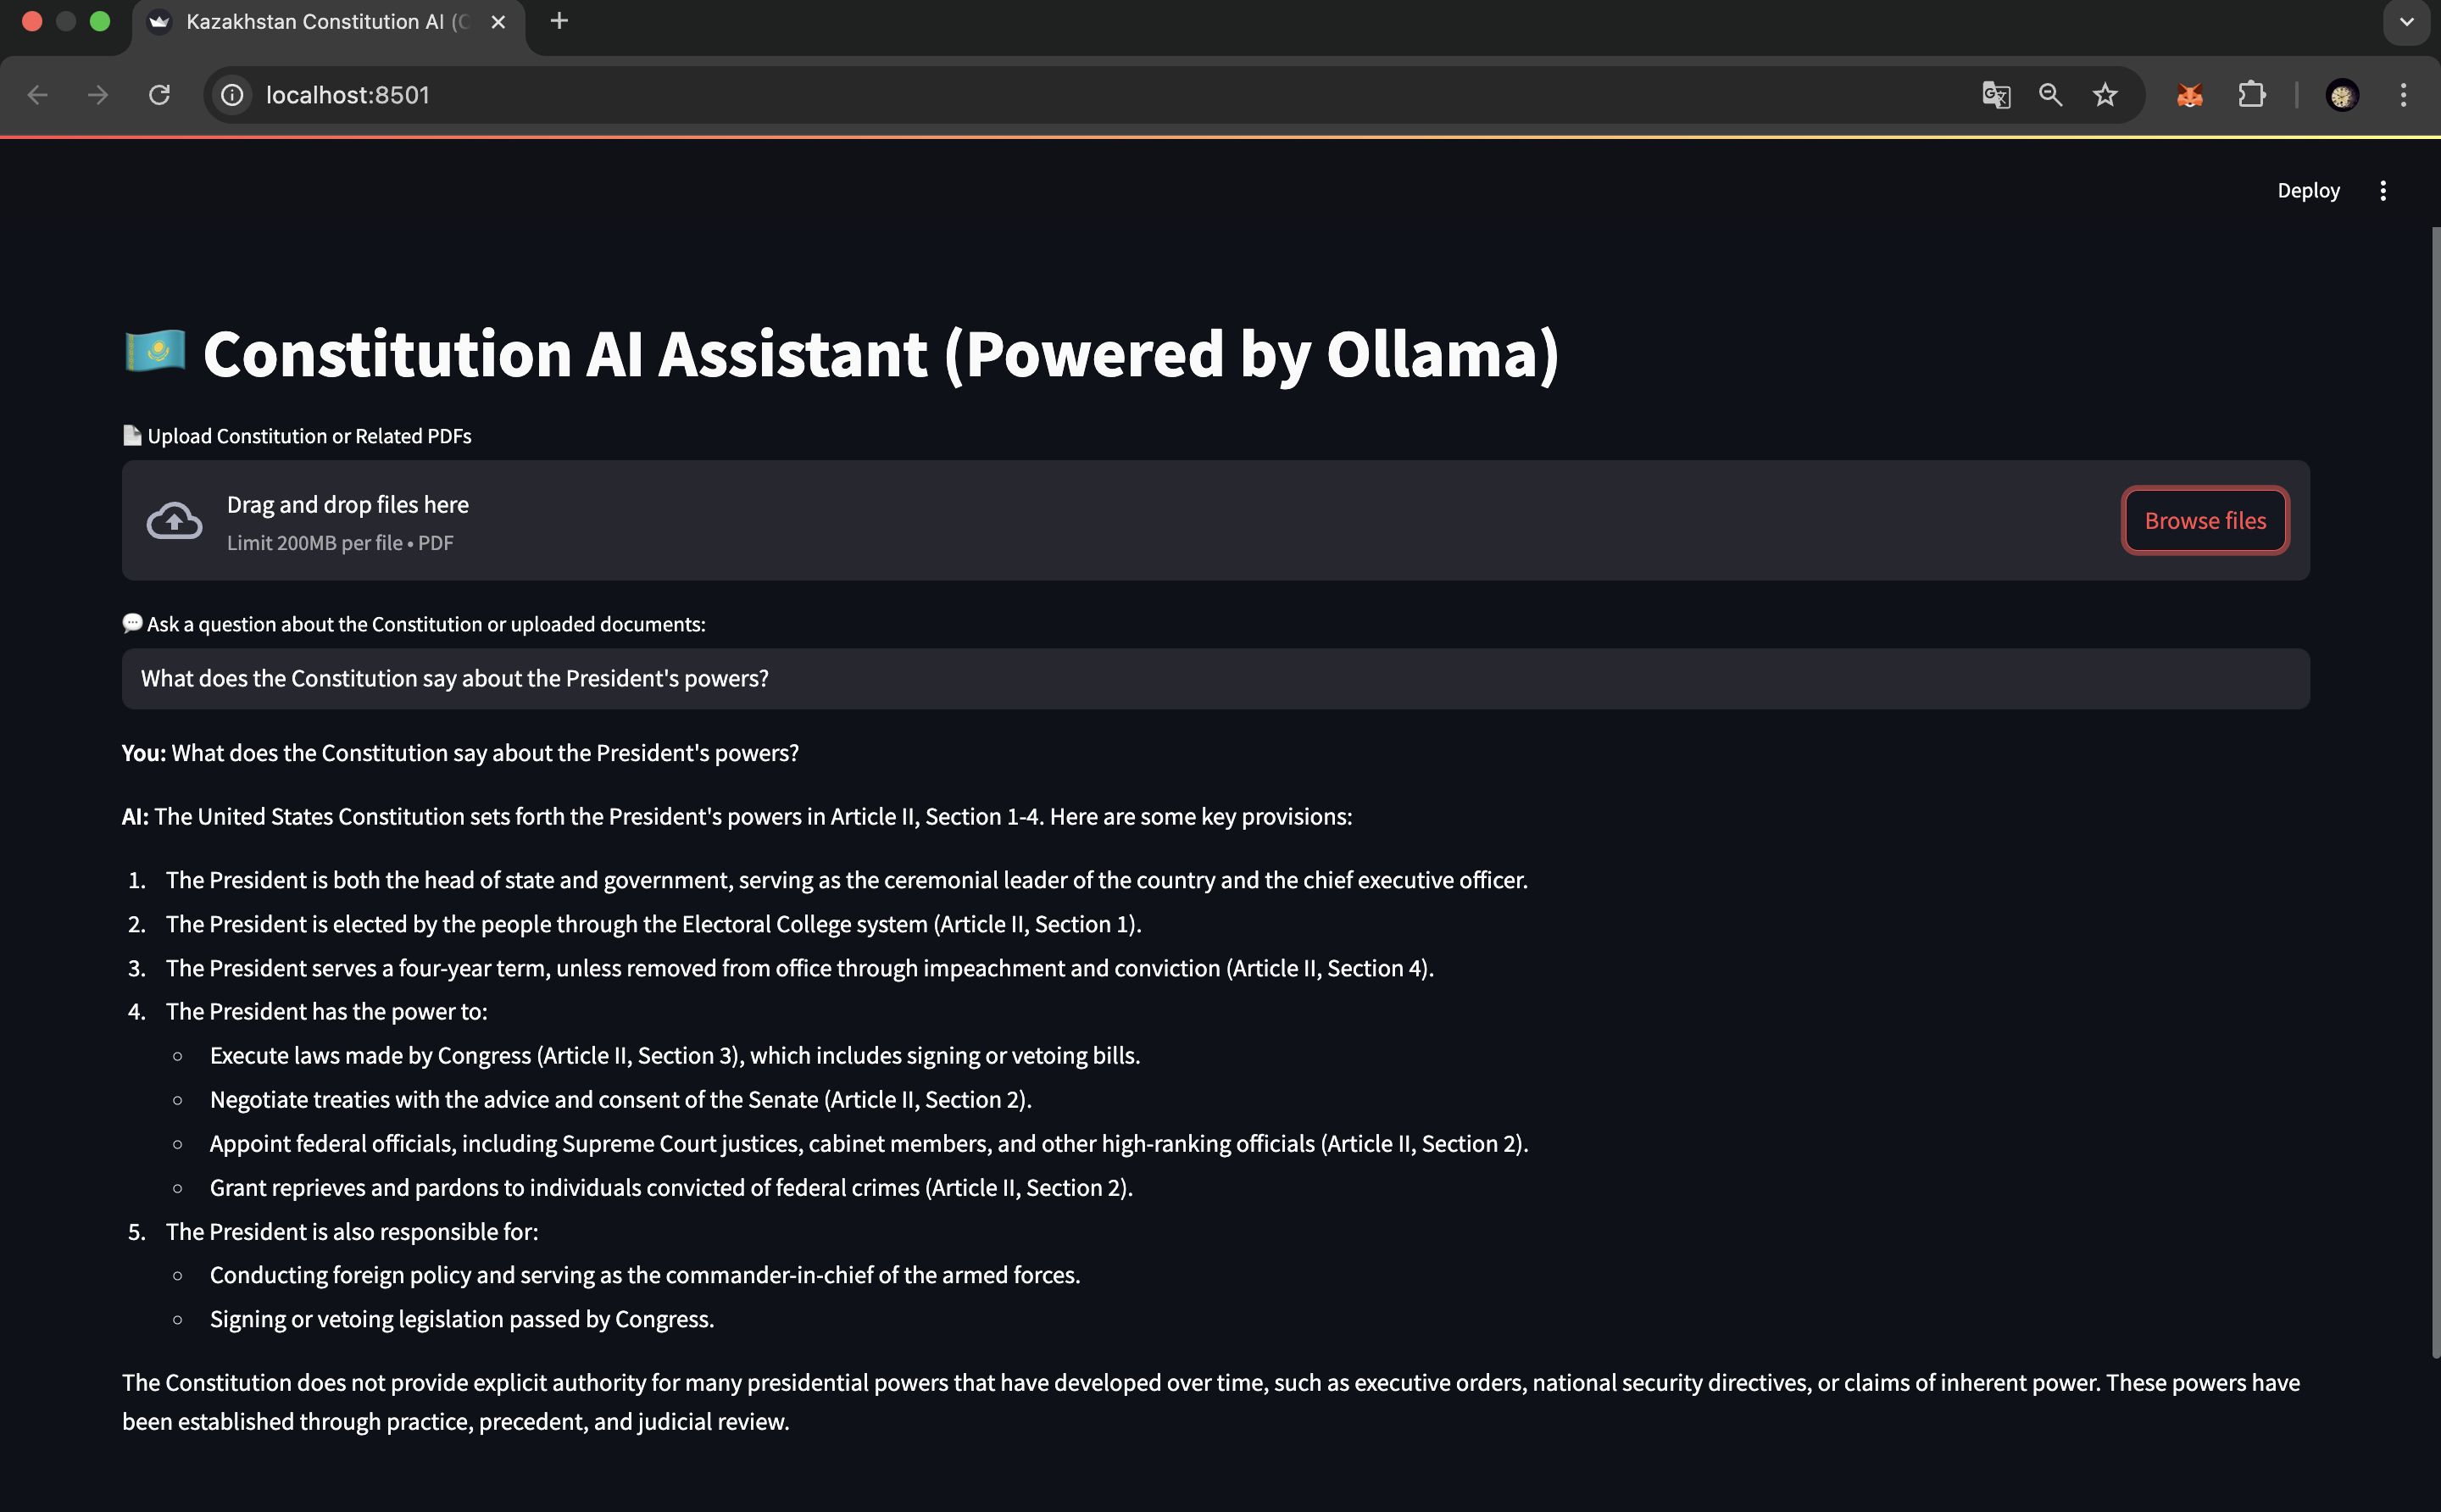 Kazakhstan Constitution AI (
localhost:8501
Deploy
Constitution AI Assistant (Powered by Ollama)
Upload Constitution or Related PDFs
Drag and drop files here
Limit 200MB per file • PDF
Browse files
Ask a question about the Constitution or uploaded documents:
What does the Constitution say about the President's powers?
You: What does the Constitution say about the President's powers?
AI: The United States Constitution sets forth the President's powers in Article II, Section 1-4. Here are some key provisions:
1. The President is both the head of state and government, serving as the ceremonial leader of the country and the chief executive officer.
2. The President is elected by the people through the Electoral College system (Article II, Section 1).
3. The President serves a four-year term, unless removed from office through impeachment and conviction (Article II, Section 4).
4. The President has the power to:
◦ Execute laws made by Congress (Article II, Section 3), which includes signing or vetoing bills.
◦ Negotiate treaties with the advice and consent of the Senate (Article II, Section 2).
◦ Appoint federal officials, including Supreme Court justices, cabinet members, and other high-ranking officials (Article II, Section 2).
◦ Grant reprieves and pardons to individuals convicted of federal crimes (Article II, Section 2).
5. The President is also responsible for:
◦ Conducting foreign policy and serving as the commander-in-chief of the armed forces.
◦ Signing or vetoing legislation passed by Congress.
The Constitution does not provide explicit authority for many presidential powers that have developed over time, such as executive orders, national security directives, or claims of inherent power. These powers have
been established through practice, precedent, and judicial review.